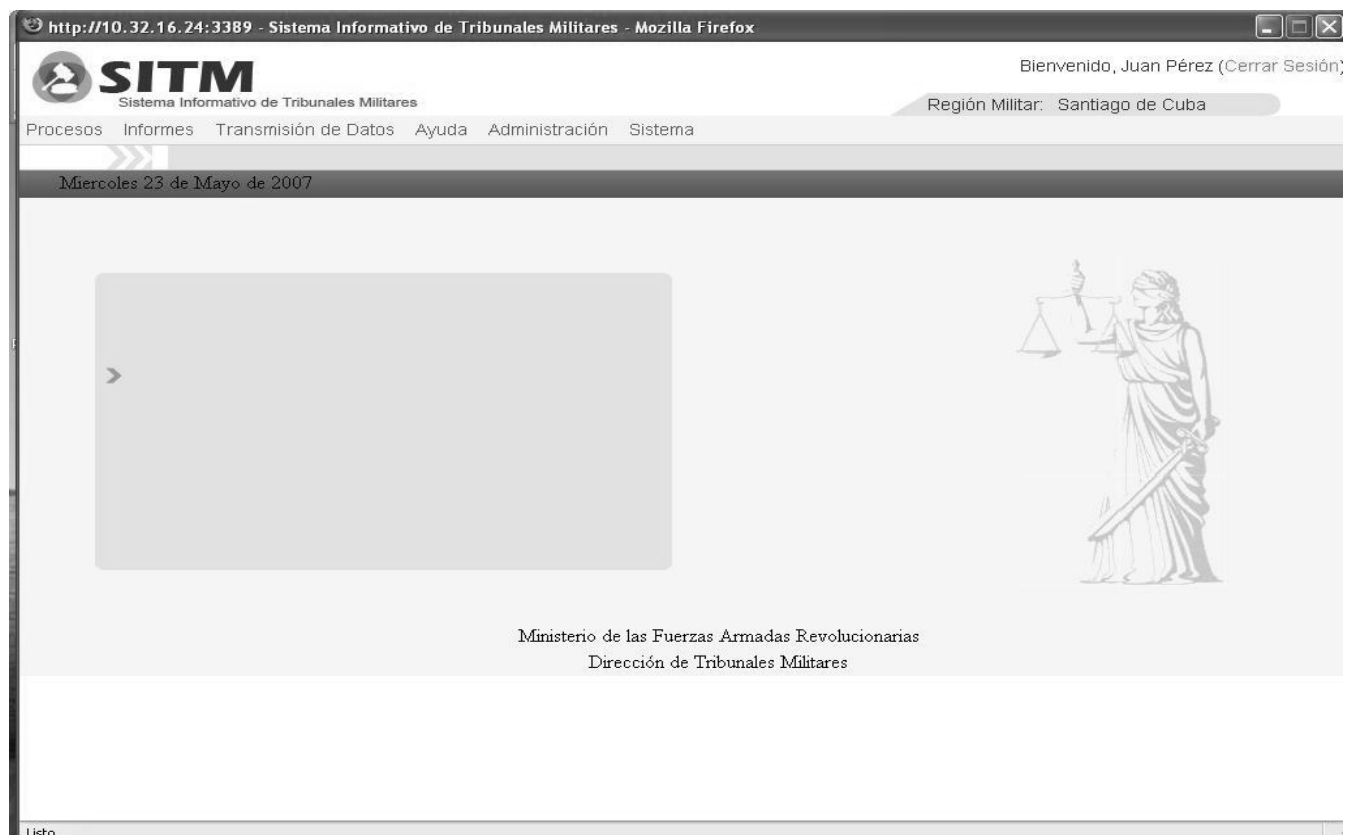 http://10.32.16.24:3389 - Sistema Informativo de Tribunales Militares - Mozilla Firefox
SITM
Sistema Informativo de Tribunales Militares
Bienvenido, Juan Pérez (Cerrar Sesión)
Región Militar: Santiago de Cuba
Procesos Informes Transmisión de Datos Ayuda Administración Sistema
Miercoles 23 de Mayo de 2007
Ministerio de las Fuerzas Armadas Revolucionarias
Dirección de Tribunales Militares
Listo